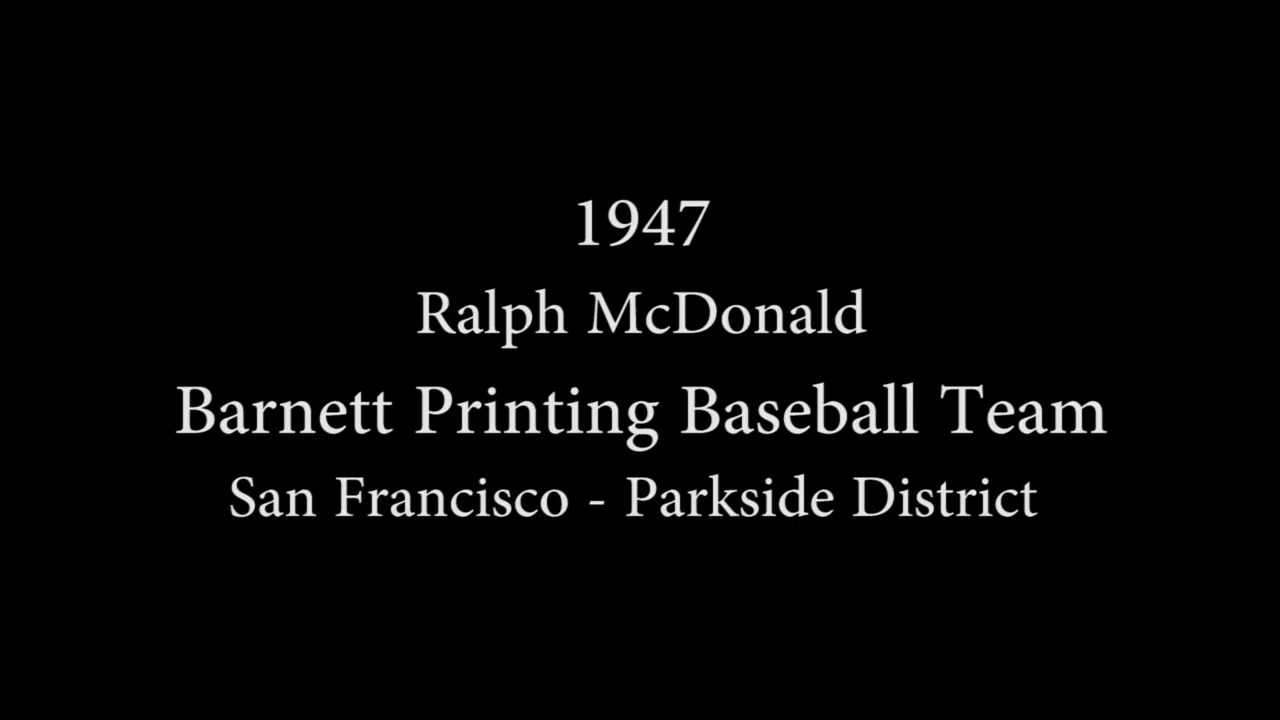 1947
Ralph McDonald
Barnett Printing Baseball Team
San Francisco - Parkside District